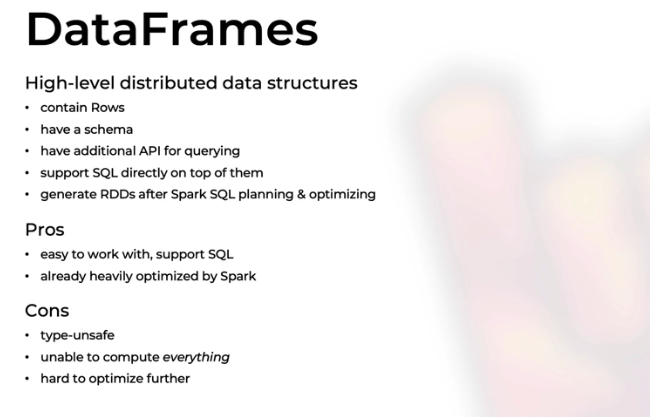 DataFrames
High-level distributed data structures
• contain Rows
• have a schema
• have additional API for querying
• support SQL directly on top of them
• generate RDDs after Spark SQL planning & optimizing
Pros
• easy to work with, support SQL
• already heavily optimized by Spark
Cons
• type-unsafe
• unable to compute everything
• hard to optimize further